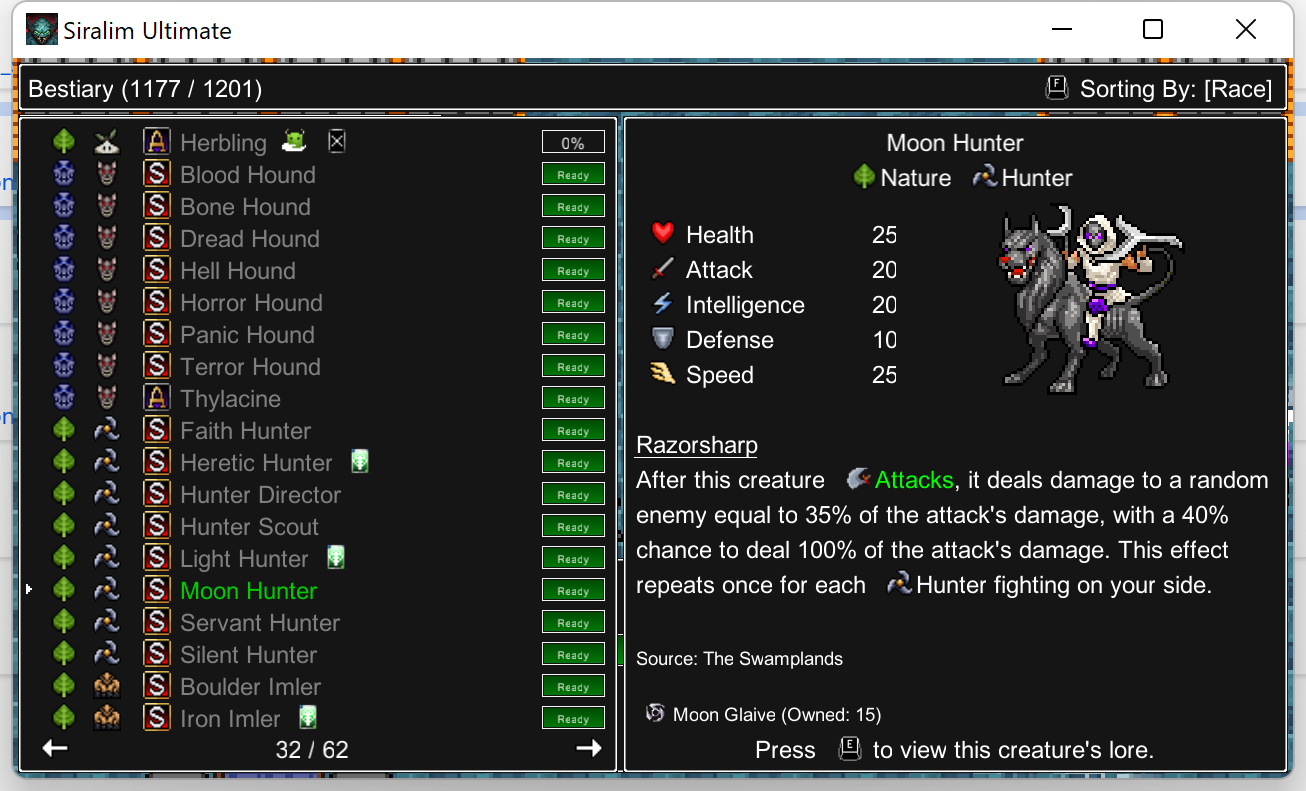 Siralim Ultimate
Bestiary (1177 / 1201)
F Sorting By: [Race]
A Herbling 0%
S Blood Hound Ready
S Bone Hound Ready
S Dread Hound Ready
S Hell Hound Ready
S Horror Hound Ready
S Panic Hound Ready
S Terror Hound Ready
A Thylacine Ready
S Faith Hunter Ready
S Heretic Hunter Ready
S Hunter Director Ready
S Hunter Scout Ready
S Light Hunter Ready
S Moon Hunter Ready
S Servant Hunter Ready
S Silent Hunter Ready
S Boulder Imler Ready
S Iron Imler Ready
32 / 62
Moon Hunter
Nature Hunter
Health 25
Attack 20
Intelligence 20
Defense 10
Speed 25
Razorsharp
After this creature Attacks, it deals damage to a random
enemy equal to 35% of the attack's damage, with a 40%
chance to deal 100% of the attack's damage. This effect
repeats once for each Hunter fighting on your side.
Source: The Swamplands
Moon Glaive (Owned: 15)
Press E to view this creature's lore.